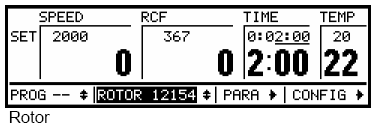 SPEED RCF TIME TEMP
SET 2000 367 0:02:00 20
0 0 2:00 22
PROG -- ⬍ ROTOR 12154 ⬍ PARA ▶ CONFIG ▶
Rotor